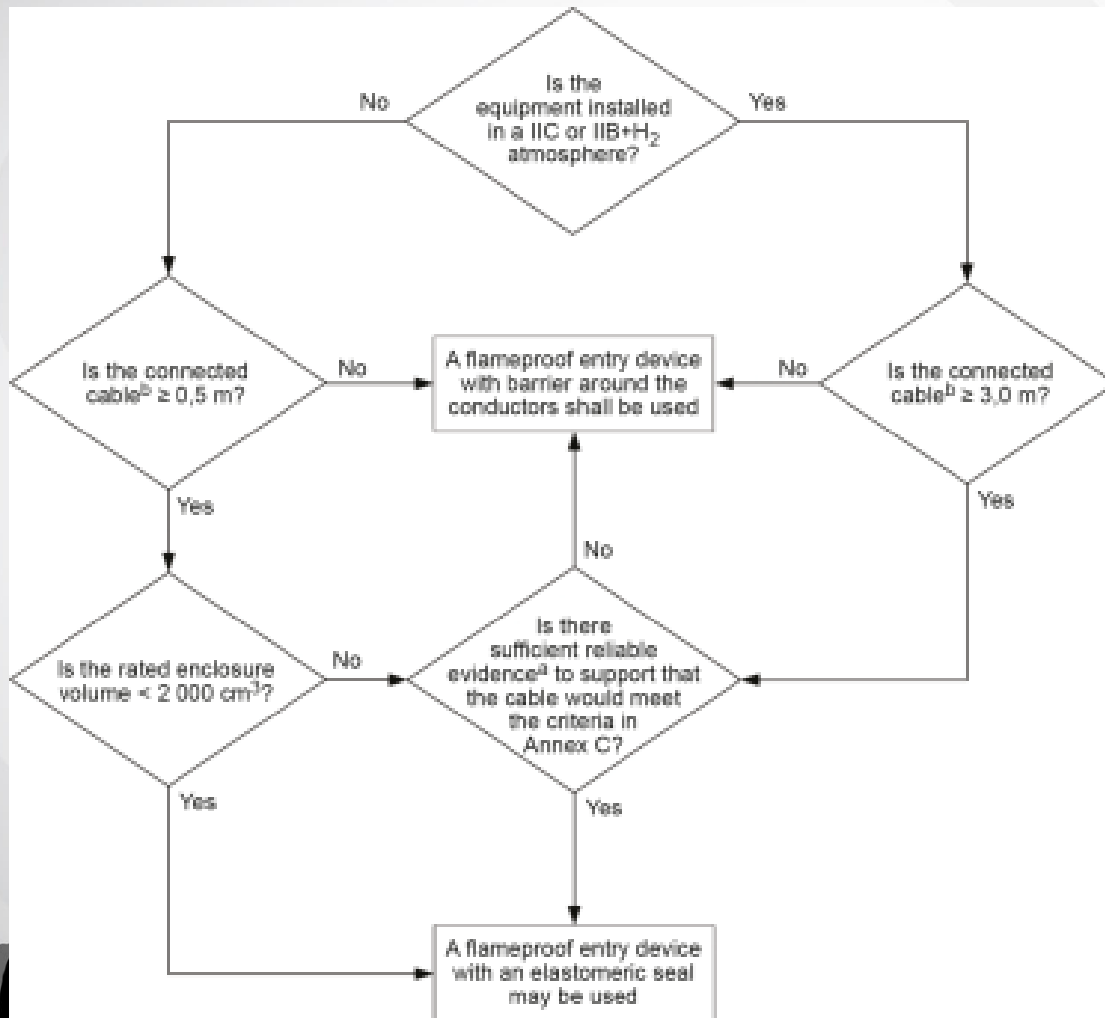 Is the
equipment installed
in a IIC or IIB+H₂
atmosphere?
No
Yes
Is the connected
cableᵇ ≥ 0,5 m?
No
A flameproof entry device
with barrier around the
conductors shall be used
No
Is the connected
cableᵇ ≥ 3,0 m?
Yes
Yes
No
Is the rated enclosure
volume < 2 000 cm³?
No
Is there
sufficient reliable
evidenceᵃ to support that
the cable would meet
the criteria in
Annex C?
Yes
Yes
A flameproof entry device
with an elastomeric seal
may be used